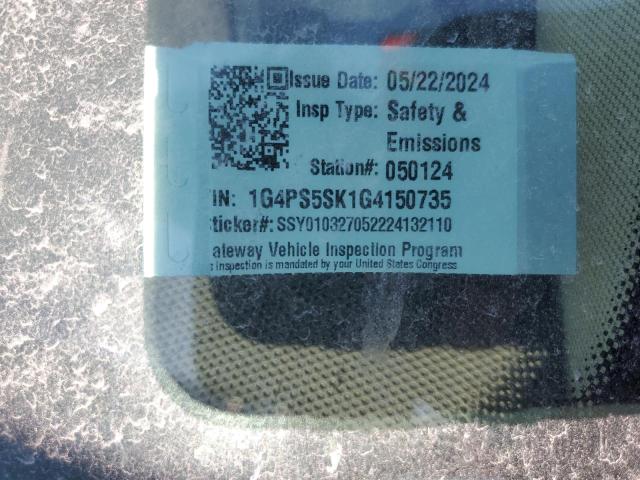 Issue Date: 05/22/2024
Insp Type: Safety &
Emissions
Station#: 050124
IN: 1G4PS5SK1G4150735
ticker#: SSY010327052224132110
ateway Vehicle Inspection Program
s inspection is mandated by your United States Congress